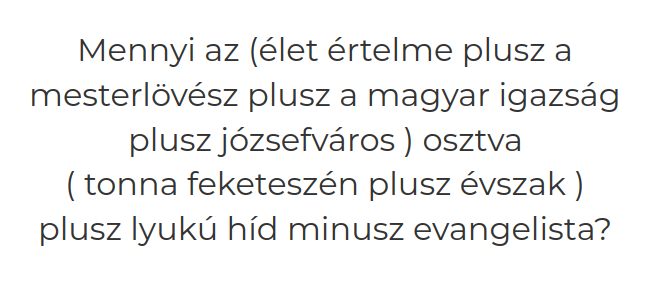 Mennyi az (élet értelme plusz a
mesterlövész plusz a magyar igazság
plusz józsefváros ) osztva
( tonna feketeszén plusz évszak )
plusz lyukú híd minusz evangelista?